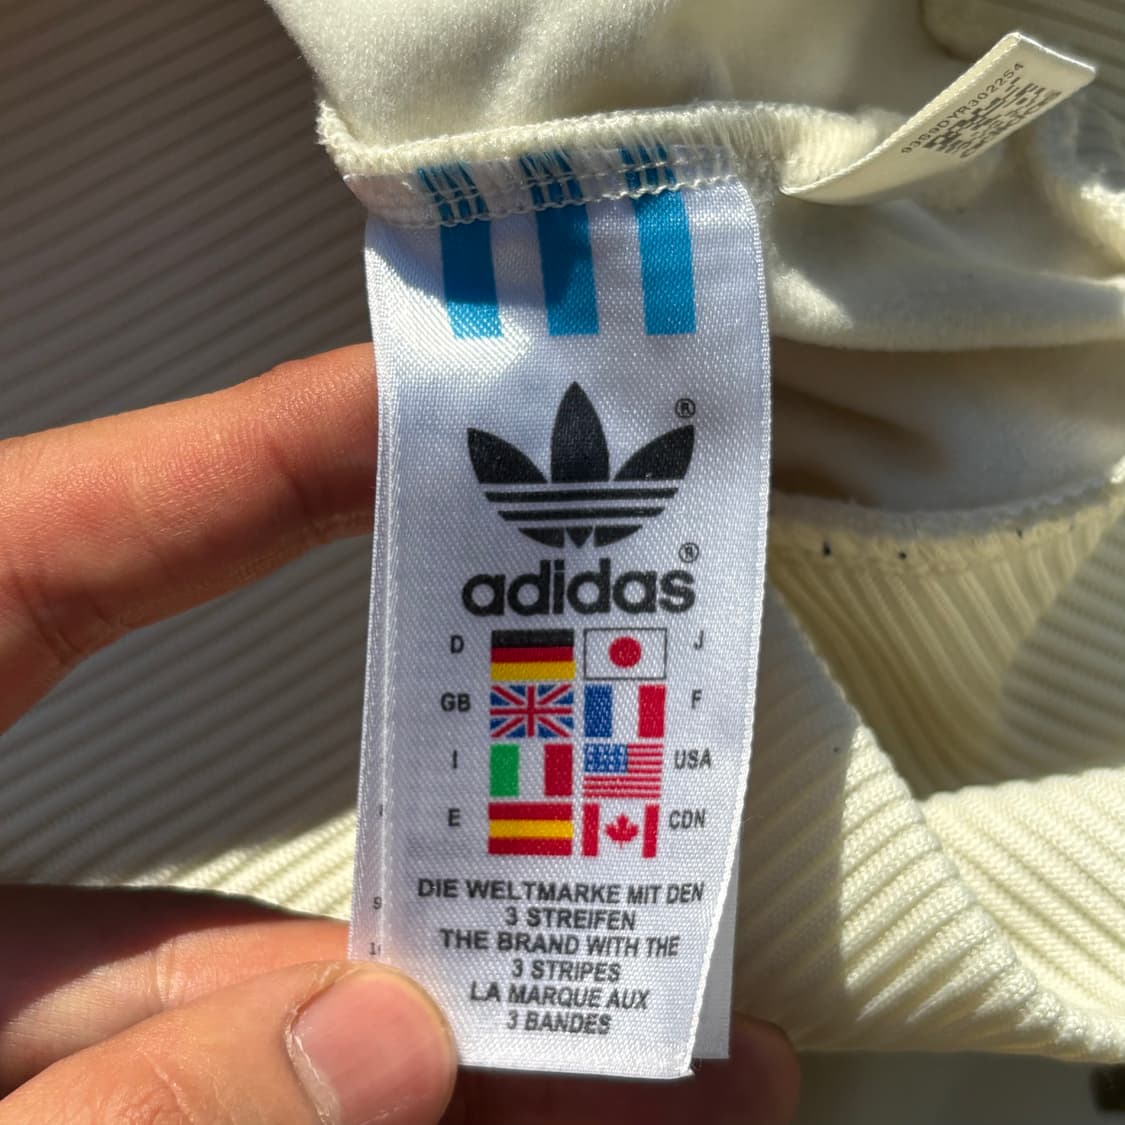 93S9DYR302254
®
adidas®
D J
GB F
I USA
E CDN
DIE WELTMARKE MIT DEN
3 STREIFEN
THE BRAND WITH THE
3 STRIPES
LA MARQUE AUX
3 BANDES